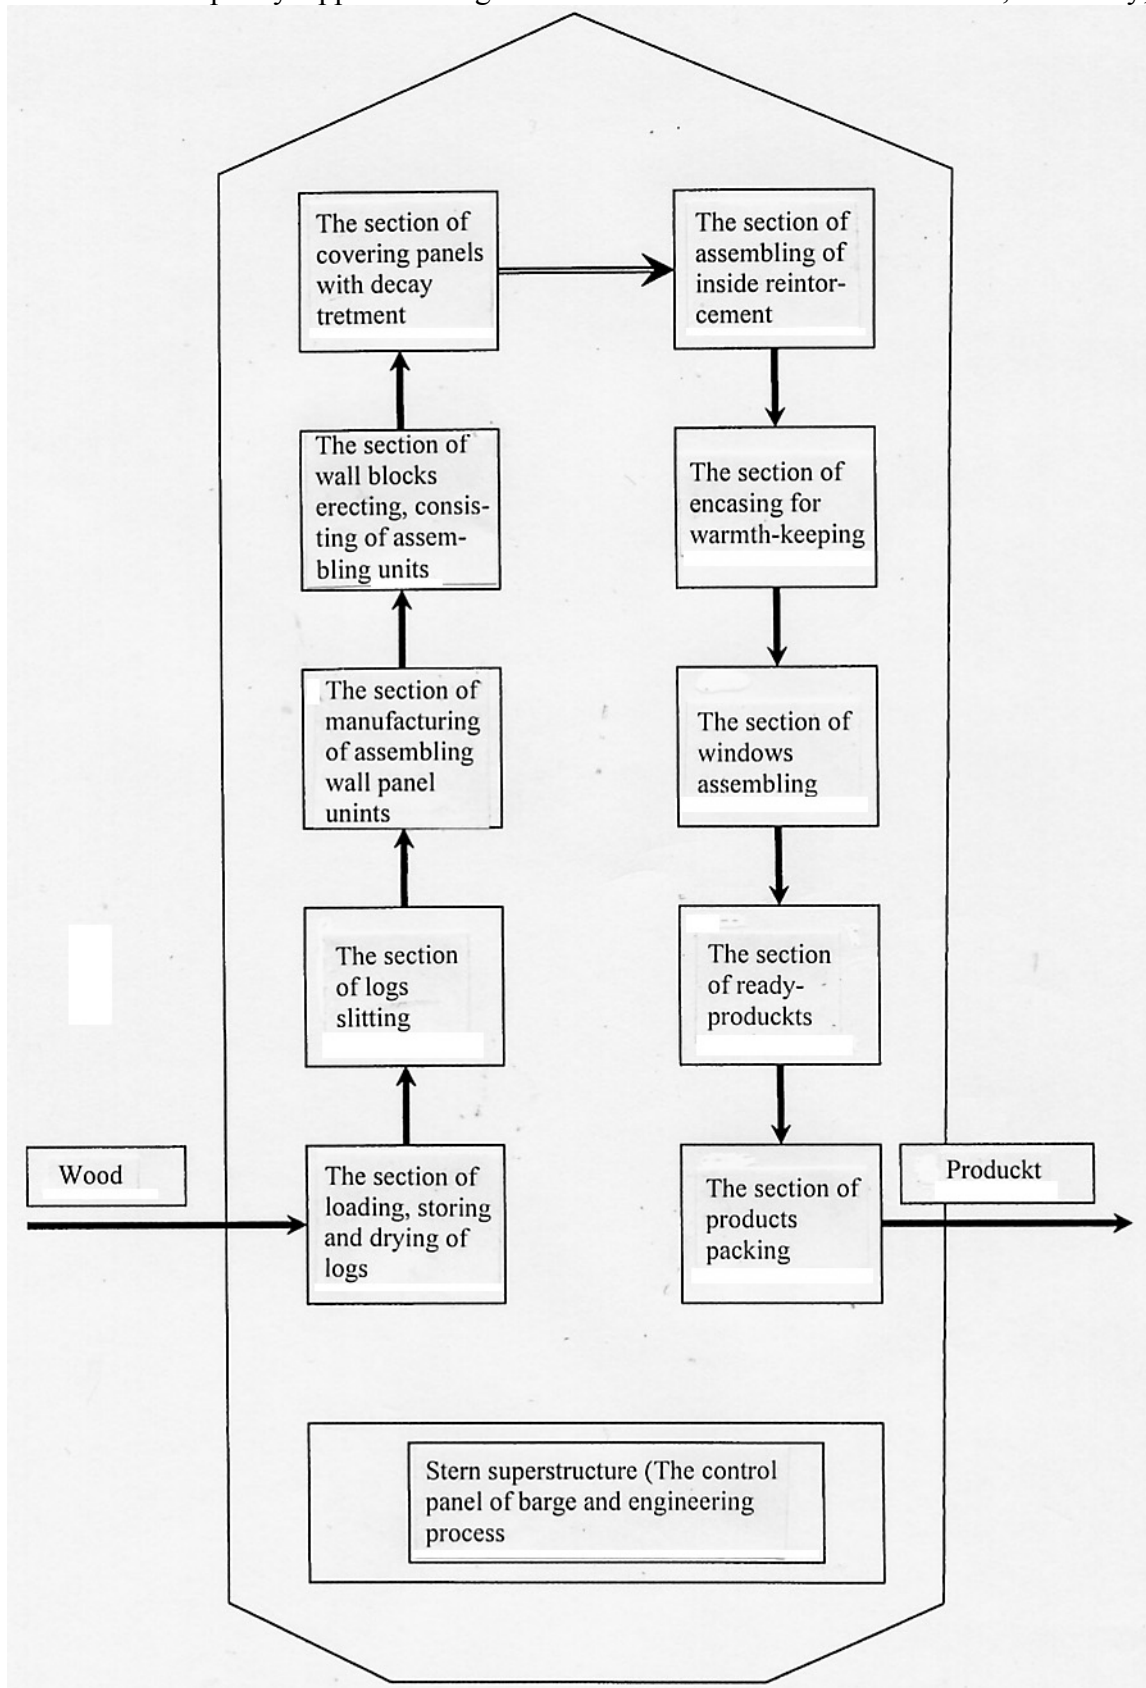 The section of
covering panels
with decay
tretment
The section of
assembling of
inside reintor-
cement
The section of
wall blocks
erecting, consis-
ting of assem-
bling units
The section of
encasing for
warmth-keeping
The section of
manufacturing
of assembling
wall panel
unints
The section of
windows
assembling
The section
of logs
slitting
The section
of ready-
produckts
Wood
The section of
loading, storing
and drying of
logs
The section of
products
packing
Produckt
Stern superstructure (The control
panel of barge and engineering
process